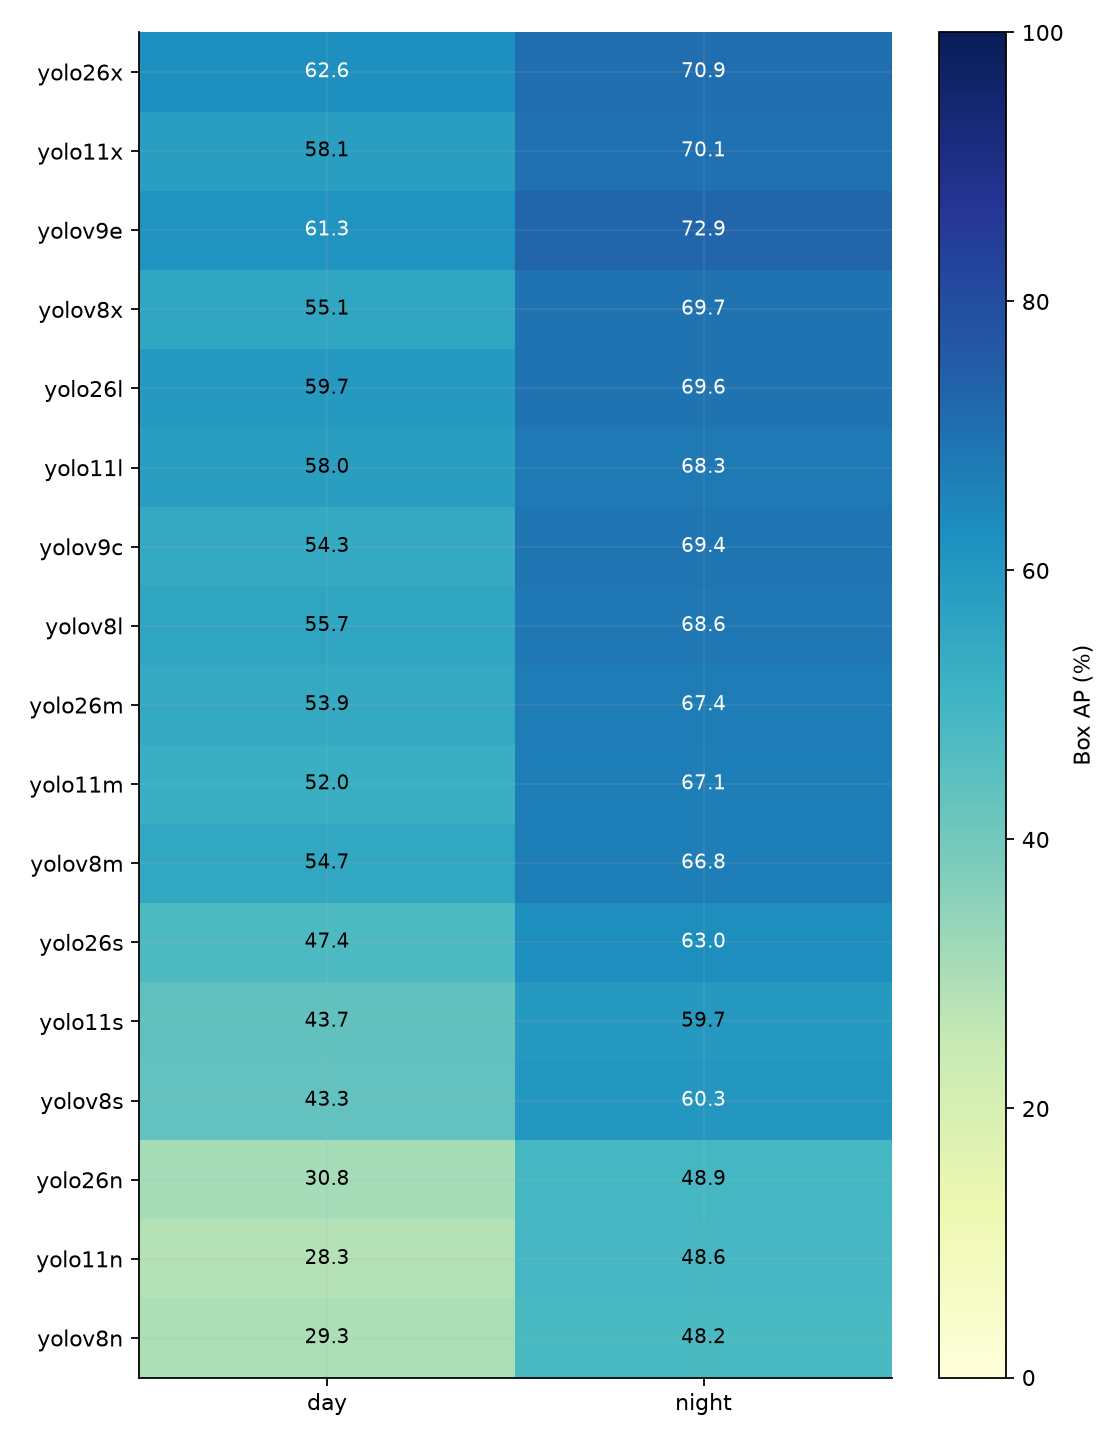 yolo26x 62.6 70.9
yolo11x 58.1 70.1
yolov9e 61.3 72.9
yolov8x 55.1 69.7
yolo26l 59.7 69.6
yolo11l 58.0 68.3
yolov9c 54.3 69.4
yolov8l 55.7 68.6
yolo26m 53.9 67.4
yolo11m 52.0 67.1
yolov8m 54.7 66.8
yolo26s 47.4 63.0
yolo11s 43.7 59.7
yolov8s 43.3 60.3
yolo26n 30.8 48.9
yolo11n 28.3 48.6
yolov8n 29.3 48.2
day night
100
80
60
40
20
0
Box AP (%)